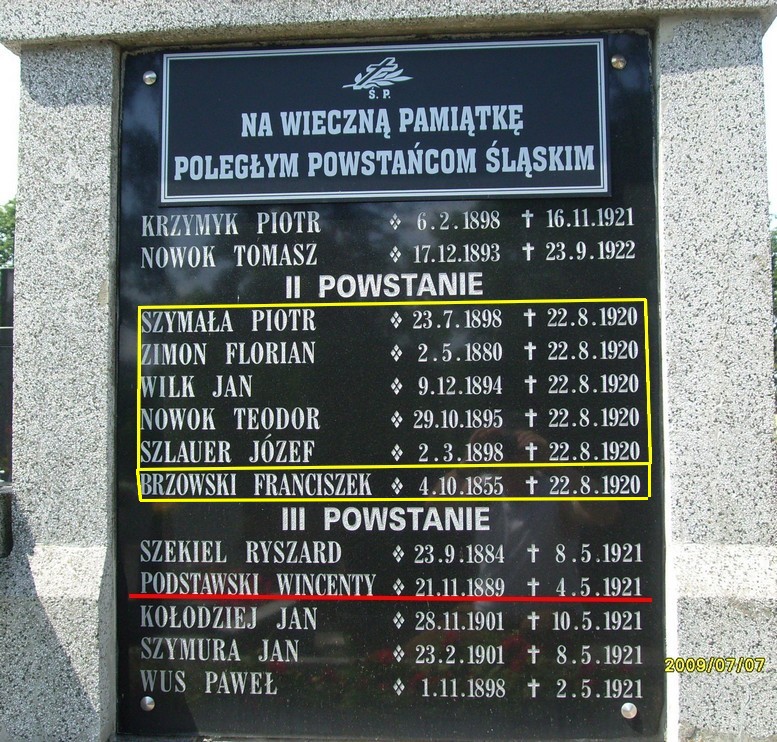 Ś. P.
NA WIECZNĄ PAMIĄTKĘ
POLEGŁYM POWSTAŃCOM ŚLĄSKIM
KRZYMYK PIOTR ❖ 6.2.1898 ✝ 16.11.1921
NOWOK TOMASZ ❖ 17.12.1893 ✝ 23.9.1922
II POWSTANIE
SZYMAŁA PIOTR ❖ 23.7.1898 ✝ 22.8.1920
ZIMON FLORIAN ❖ 2.5.1880 ✝ 22.8.1920
WILK JAN ❖ 9.12.1894 ✝ 22.8.1920
NOWOK TEODOR ❖ 29.10.1895 ✝ 22.8.1920
SZLAUER JÓZEF ❖ 2.3.1898 ✝ 22.8.1920
BRZOWSKI FRANCISZEK ❖ 4.10.1855 ✝ 22.8.1920
III POWSTANIE
SZEKIEL RYSZARD ❖ 23.9.1884 ✝ 8.5.1921
PODSTAWSKI WINCENTY ❖ 21.11.1889 ✝ 4.5.1921
KOŁODZIEJ JAN ❖ 28.11.1901 ✝ 10.5.1921
SZYMURA JAN ❖ 23.2.1901 ✝ 8.5.1921
WUS PAWEŁ ❖ 1.11.1898 ✝ 2.5.1921
2009/07/07